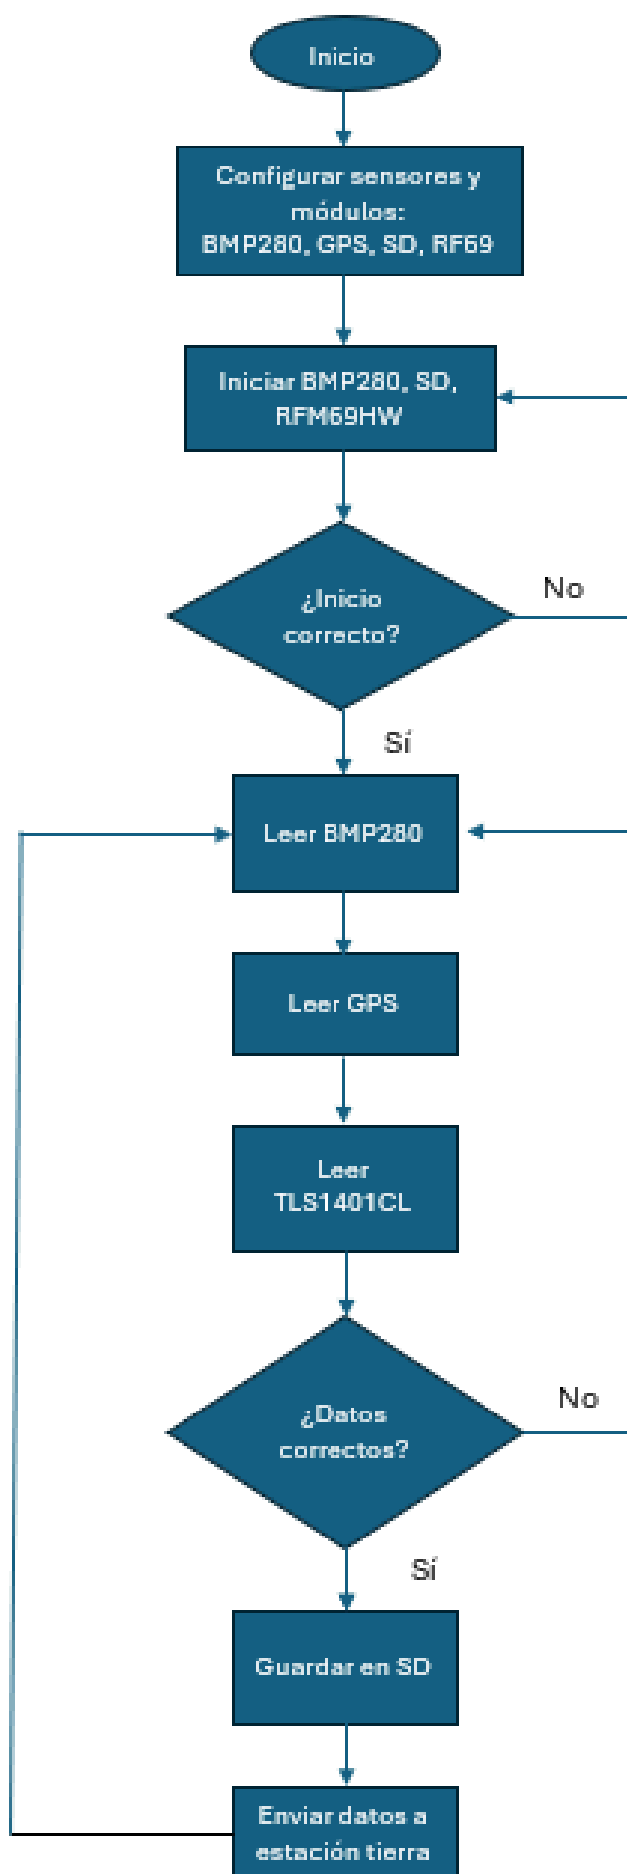 Inicio
Configurar sensores y
módulos:
BMP280, GPS, SD, RF69
Iniciar BMP280, SD,
RFM69HW
¿Inicio
correcto?
No
Sí
Leer BMP280
Leer GPS
Leer
TLS1401CL
¿Datos
correctos?
No
Sí
Guardar en SD
Enviar datos a
estación tierra